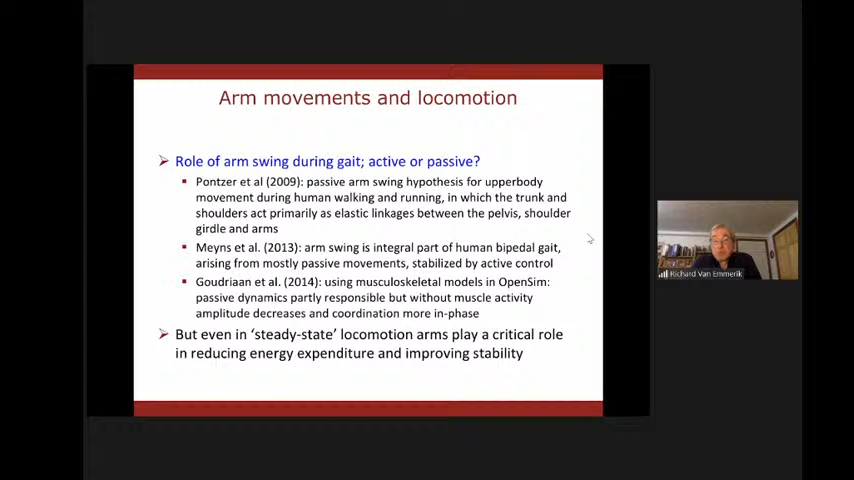 Arm movements and locomotion
Role of arm swing during gait; active or passive?
Pontzer et al (2009): passive arm swing hypothesis for upperbody
movement during human walking and running, in which the trunk and
shoulders act primarily as elastic linkages between the pelvis, shoulder
girdle and arms
Meyns et al. (2013): arm swing is integral part of human bipedal gait,
arising from mostly passive movements, stabilized by active control
Goudriaan et al. (2014): using musculoskeletal models in OpenSim:
passive dynamics partly responsible but without muscle activity
amplitude decreases and coordination more in-phase
But even in ‘steady-state’ locomotion arms play a critical role
in reducing energy expenditure and improving stability
Richard Van Emmerik